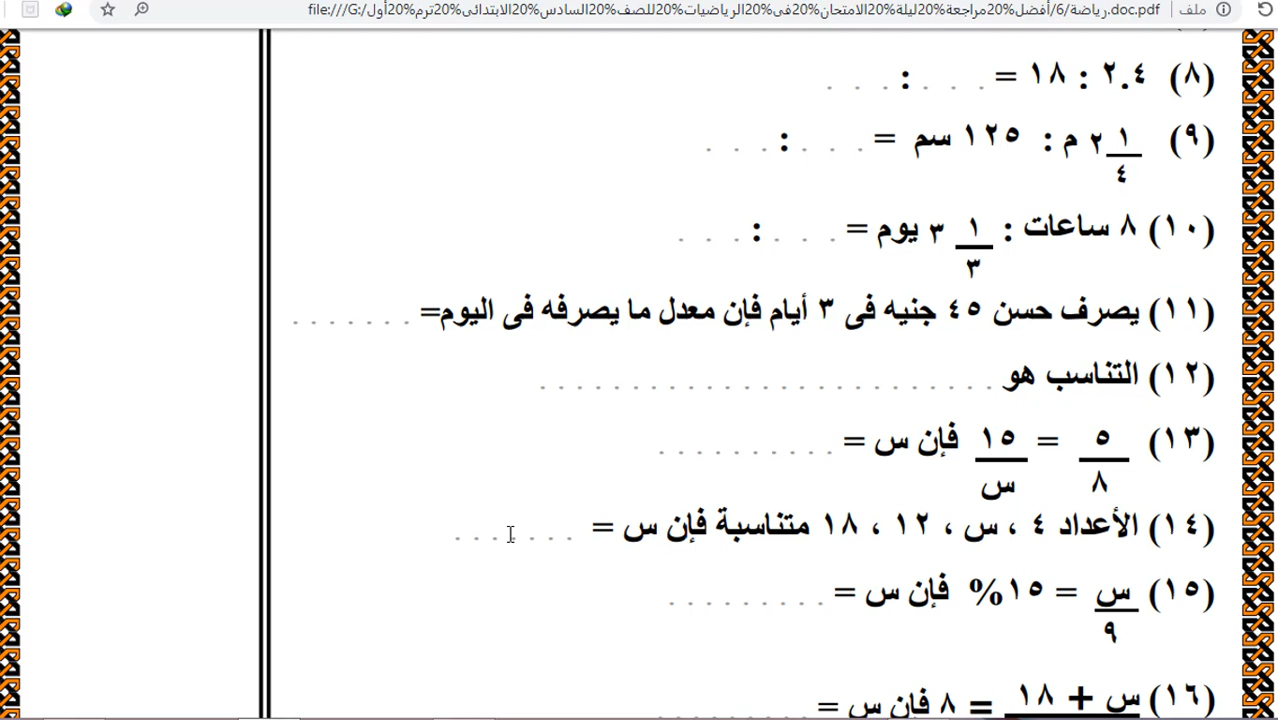 file:///G:/رياضة/6/أفضل%20مراجعة%20ليلة%20الامتحان%20فى%20الرياضيات%20للصف%20السادس%20الابتدائى%20ترم%20أول.doc.pdf ملف
(٨) ٢.٤ : ١٨ = . . . : . . .
(٩) ٢ ١/٤ م : ١٢٥ سم = . . . : . . .
(١٠) ٨ ساعات : ٣ ١/٣ يوم = . . . : . . .
(١١) يصرف حسن ٤٥ جنيه فى ٣ أيام فإن معدل ما يصرفه فى اليوم= . . . . . . .
(١٢) التناسب هو . . . . . . . . . . . . . . . . . . . . . . . . .
(١٣) ٥/٨ = ١٥/س فإن س = . . . . . . . . . .
(١٤) الأعداد ٤ ، س ، ١٢ ، ١٨ متناسبة فإن س = . . . . . . .
(١٥) س/٩ = ١٥% فإن س = . . . . . . . . .
(١٦) س + ١٨ = ٨ فإن س = . . . . . . . . .